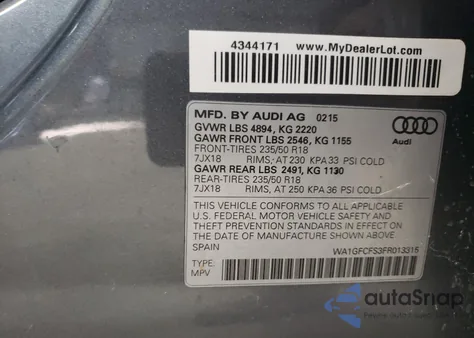 4344171 www.MyDealerLot.com
MFD. BY AUDI AG 0215
GVWR LBS 4894, KG 2220
GAWR FRONT LBS 2546, KG 1155
FRONT-TIRES 235/50 R18
7JX18 RIMS, AT 230 KPA 33 PSI COLD
GAWR REAR LBS 2491, KG 1130
REAR-TIRES 235/50 R18
7JX18 RIMS, AT 250 KPA 36 PSI COLD
Audi
THIS VEHICLE CONFORMS TO ALL APPLICABLE
U.S. FEDERAL MOTOR VEHICLE SAFETY AND
THEFT PREVENTION STANDARDS IN EFFECT ON
THE DATE OF MANUFACTURE SHOWN ABOVE
SPAIN
TYPE: WA1GFCFS3FR013315
MPV
autoSnap